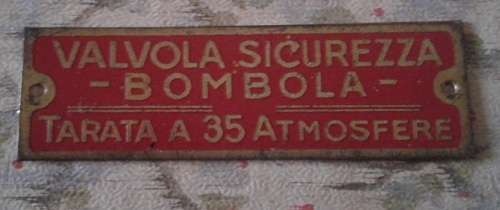 VALVOLA SICUREZZA
- BOMBOLA -
TARATA A 35 ATMOSFERE